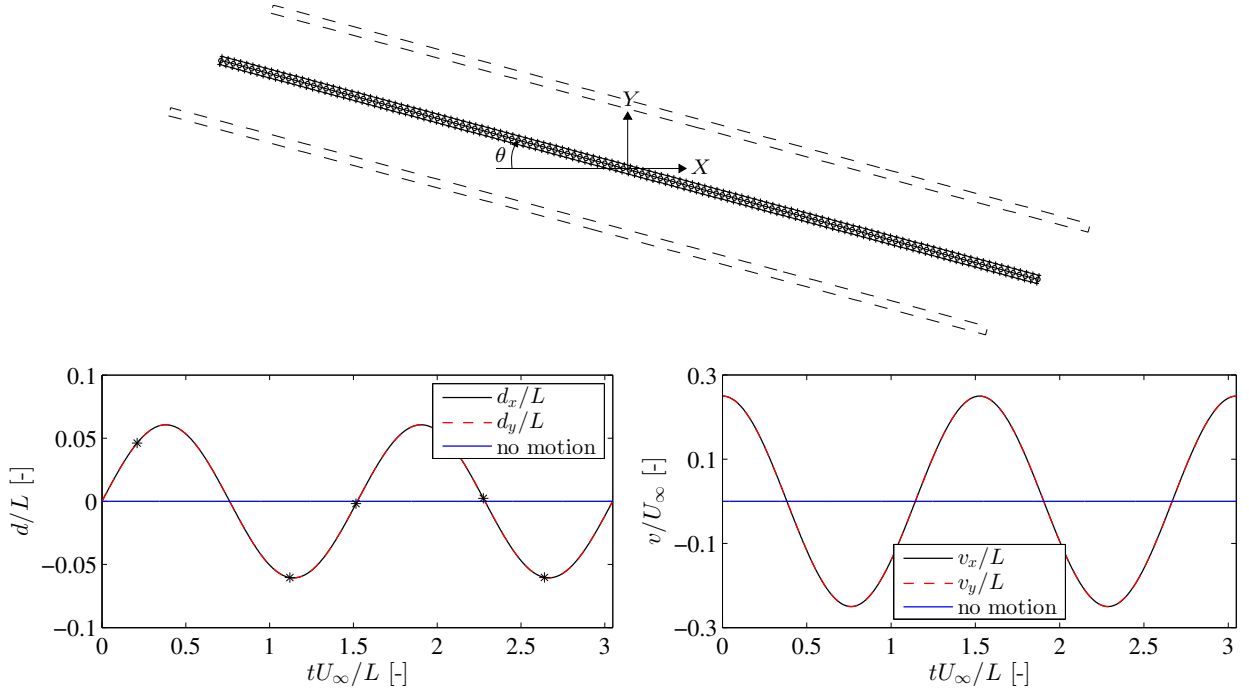 Y
θ
X
0.1
0.05
0
−0.05
−0.1
d/L [-]
d_x/L
d_y/L
no motion
0 0.5 1 1.5 2 2.5 3
tU_∞/L [-]
0.3
0.1
−0.1
−0.3
v/U_∞ [-]
v_x/L
v_y/L
no motion
0 0.5 1 1.5 2 2.5 3
tU_∞/L [-]